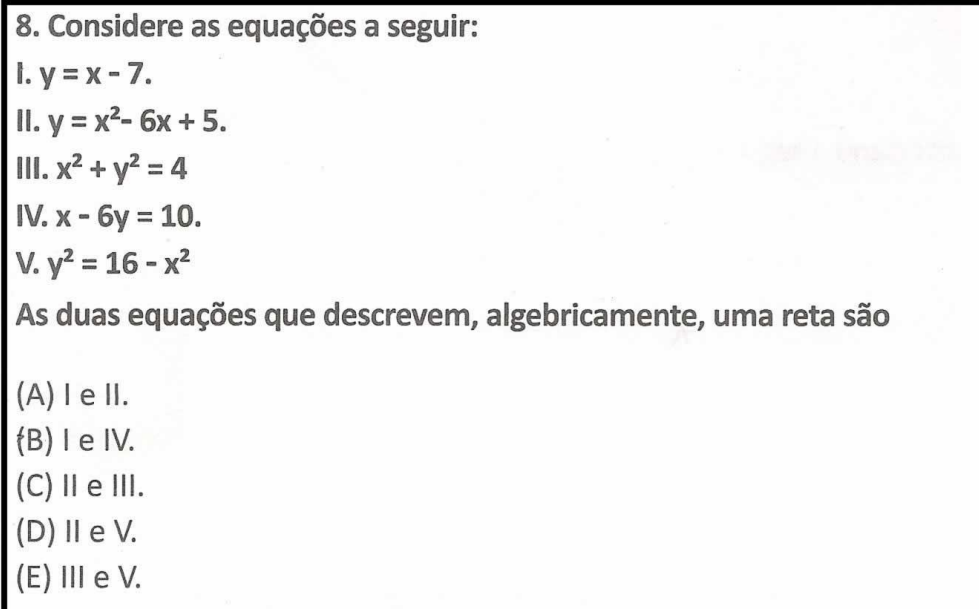 8. Considere as equações a seguir:
I. y = x - 7.
II. y = x²- 6x + 5.
III. x² + y² = 4
IV. x - 6y = 10.
V. y² = 16 - x²
As duas equações que descrevem, algebricamente, uma reta são
(A) I e II.
(B) I e IV.
(C) II e III.
(D) II e V.
(E) III e V.